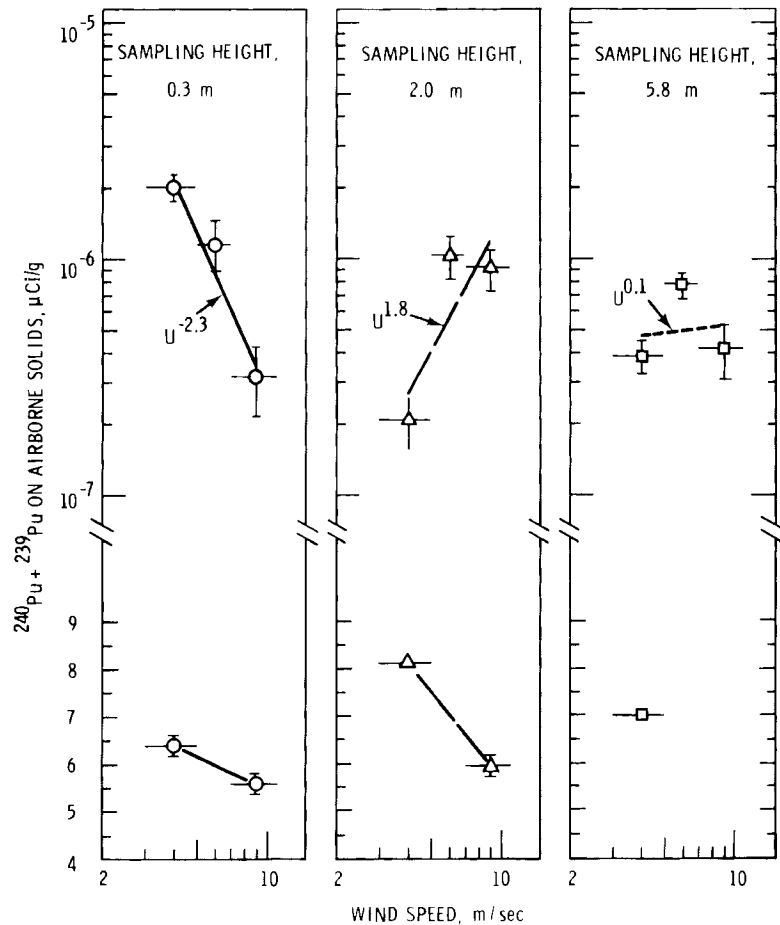 10^-5
SAMPLING HEIGHT,
0.3 m
SAMPLING HEIGHT,
2.0 m
SAMPLING HEIGHT,
5.8 m
10^-6
10^-7
U^-2.3
U^1.8
U^0.1
^240Pu + ^239Pu ON AIRBORNE SOLIDS, μCi/g
9
8
7
6
5
4
2
10
2
10
2
10
WIND SPEED, m/sec